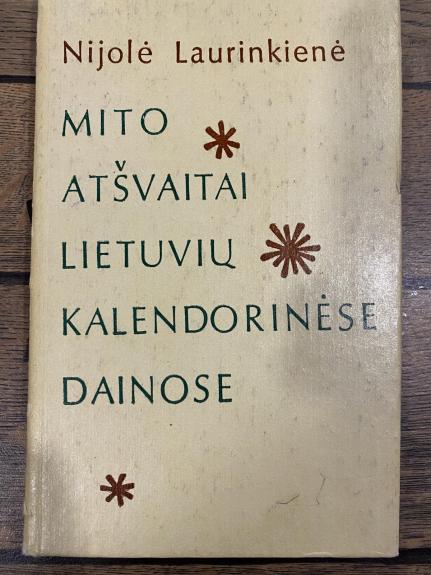 Nijolė Laurinkienė
MITO
ATŠVAITAI
LIETUVIŲ
KALENDORINĖSE
DAINOSE